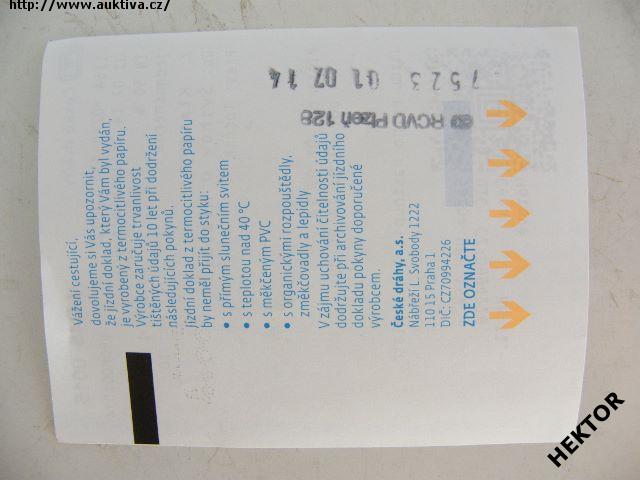 http://www.auktiva.cz/
Vážení cestující,
dovolujeme si Vás upozornit,
že jízdní doklad, který Vám byl vydán,
je vyrobený z termocitlivého papíru.
Výrobce zaručuje trvanlivost
tištěných údajů 10 let při dodržení
následujících pokynů.
Jízdní doklad z termocitlivého papíru
by neměl přijít do styku:
• s přímým slunečním svitem
• s teplotou nad 40 °C
• s měkčeným PVC
• s organickými rozpouštědly,
změkčovadly a lepidly
V zájmu uchování čitelnosti údajů
dodržujte při archivování jízdního
dokladu pokyny doporučené
výrobcem.
České dráhy, a.s.
Nábřeží L. Svobody 1222
110 15 Praha 1
DIČ: CZ70994226
ZDE OZNAČTE
RCVD Plzeň 128
7523 01 02 14
HEKTOR